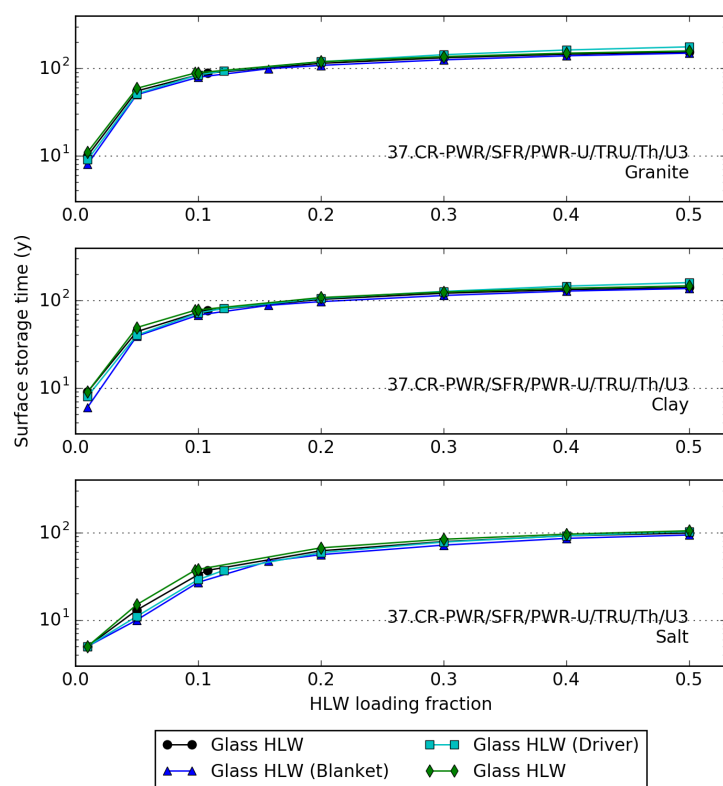 10²
10¹
37.CR-PWR/SFR/PWR-U/TRU/Th/U3
Granite
0.0 0.1 0.2 0.3 0.4 0.5
Surface storage time (y)
10²
10¹
37.CR-PWR/SFR/PWR-U/TRU/Th/U3
Clay
0.0 0.1 0.2 0.3 0.4 0.5
10²
10¹
37.CR-PWR/SFR/PWR-U/TRU/Th/U3
Salt
0.0 0.1 0.2 0.3 0.4 0.5
HLW loading fraction
Glass HLW
Glass HLW (Blanket)
Glass HLW (Driver)
Glass HLW